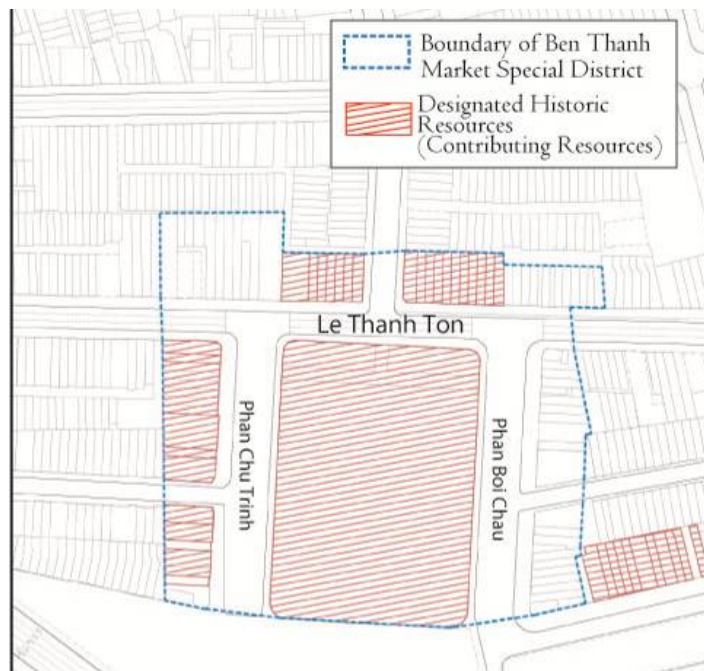 Boundary of Ben Thanh
Market Special District
Designated Historic
Resources
(Contributing Resources)
Le Thanh Ton
Phan Chu Trinh
Phan Boi Chau